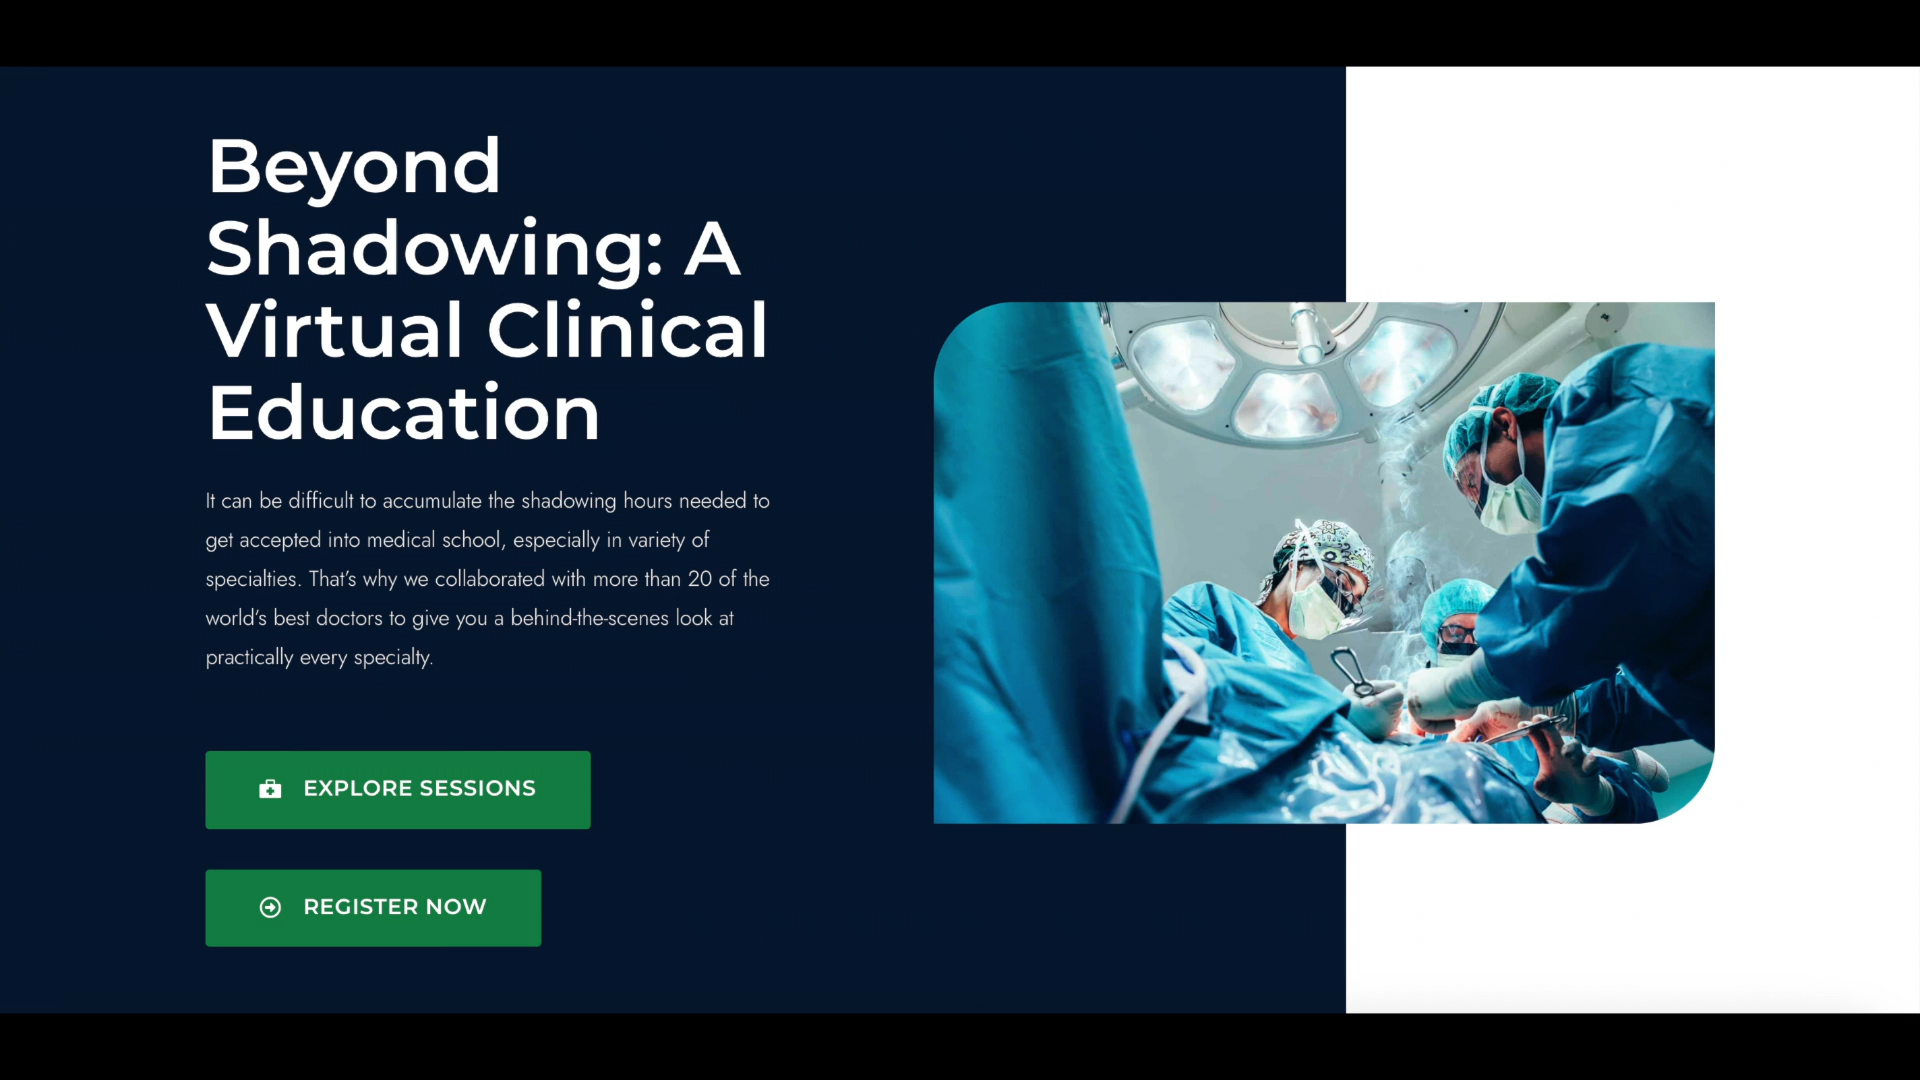 Beyond
Shadowing: A
Virtual Clinical
Education
It can be difficult to accumulate the shadowing hours needed to
get accepted into medical school, especially in variety of
specialties. That's why we collaborated with more than 20 of the
world's best doctors to give you a behind-the-scenes look at
practically every specialty.
EXPLORE SESSIONS
REGISTER NOW